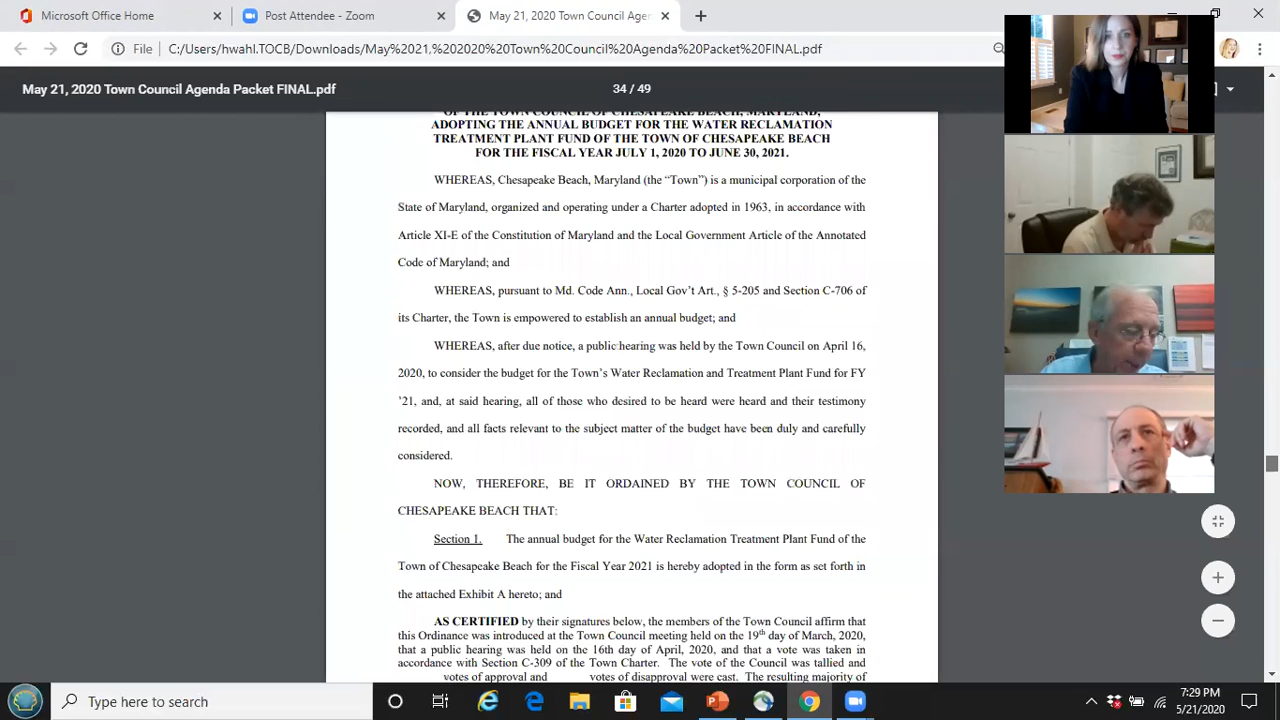 Microsoft Office Home
Post Attendee - Zoom
May 21, 2020 Town Council Agen
File
C:/Users/hwahl.TOCB/Downloads/May%2021,%202020%20Town%20Council%20Agenda%20Packet%20FINAL.pdf
May 21, 2020 Town Council Agenda Packet FINAL.pdf
34 / 49
OF THE TOWN COUNCIL OF CHESAPEAKE BEACH, MARYLAND,
ADOPTING THE ANNUAL BUDGET FOR THE WATER RECLAMATION
TREATMENT PLANT FUND OF THE TOWN OF CHESAPEAKE BEACH
FOR THE FISCAL YEAR JULY 1, 2020 TO JUNE 30, 2021.
WHEREAS, Chesapeake Beach, Maryland (the “Town”) is a municipal corporation of the
State of Maryland, organized and operating under a Charter adopted in 1963, in accordance with
Article XI-E of the Constitution of Maryland and the Local Government Article of the Annotated
Code of Maryland; and
WHEREAS, pursuant to Md. Code Ann., Local Gov’t Art., § 5-205 and Section C-706 of
its Charter, the Town is empowered to establish an annual budget; and
WHEREAS, after due notice, a public hearing was held by the Town Council on April 16,
2020, to consider the budget for the Town’s Water Reclamation and Treatment Plant Fund for FY
’21, and, at said hearing, all of those who desired to be heard were heard and their testimony
recorded, and all facts relevant to the subject matter of the budget have been duly and carefully
considered.
NOW, THEREFORE, BE IT ORDAINED BY THE TOWN COUNCIL OF
CHESAPEAKE BEACH THAT:
Section 1. The annual budget for the Water Reclamation Treatment Plant Fund of the
Town of Chesapeake Beach for the Fiscal Year 2021 is hereby adopted in the form as set forth in
the attached Exhibit A hereto; and
AS CERTIFIED by their signatures below, the members of the Town Council affirm that
this Ordinance was introduced at the Town Council meeting held on the 19th day of March, 2020,
that a public hearing was held on the 16th day of April, 2020, and that a vote was taken in
accordance with Section C-309 of the Town Charter. The vote of the Council was tallied and
votes of approval and votes of disapproval were cast. The resulting majority of
Type here to search
7:29 PM
5/21/2020